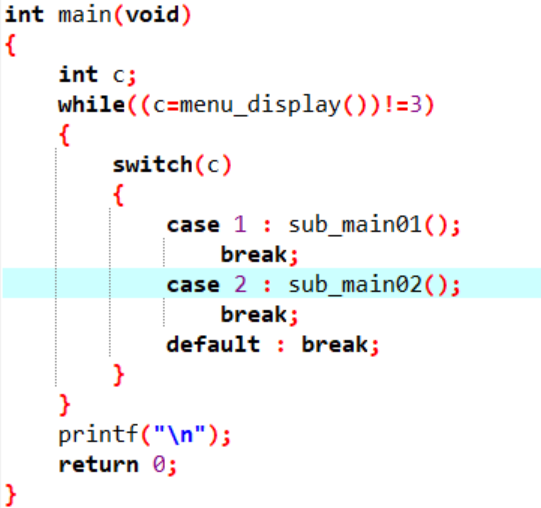 int main(void)
{
    int c;
    while((c=menu_display())!=3)
    {
        switch(c)
        {
            case 1 : sub_main01();
                break;
            case 2 : sub_main02();
                break;
            default : break;
        }
    }
    printf("\n");
    return 0;
}